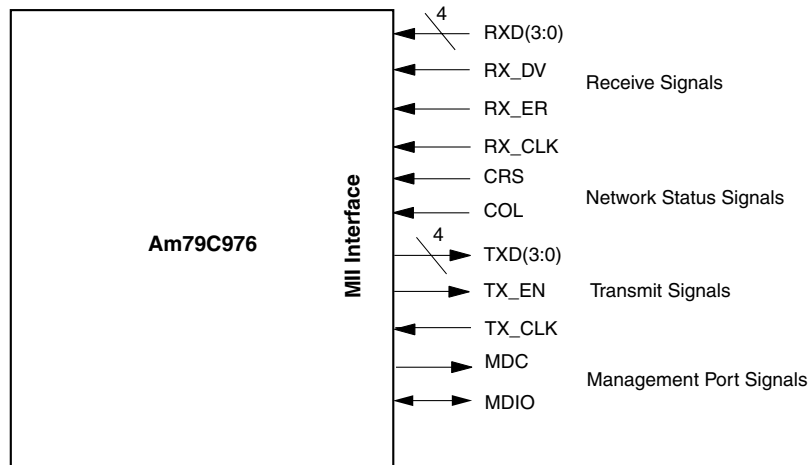 4
RXD(3:0)
RX_DV
Receive Signals
RX_ER
RX_CLK
CRS
Network Status Signals
COL
MII Interface
Am79C976
4
TXD(3:0)
TX_EN
Transmit Signals
TX_CLK
MDC
Management Port Signals
MDIO